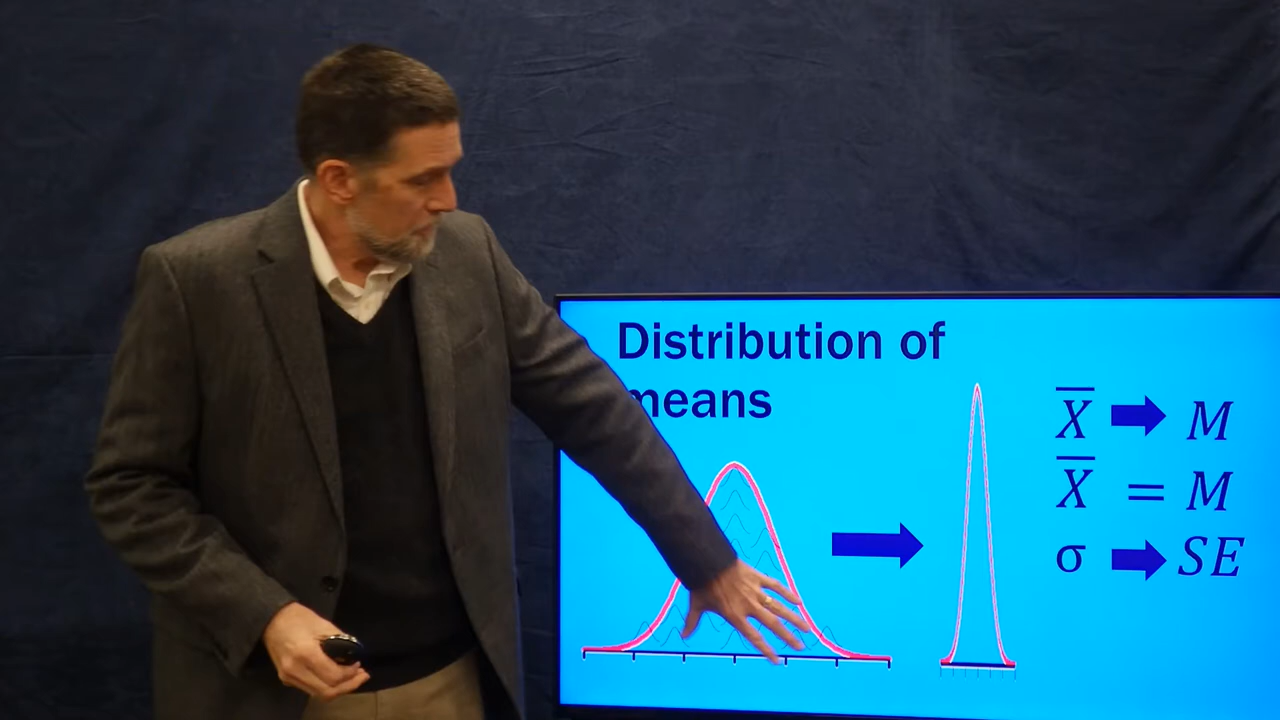 Distribution of
means
X̅ → M
X̅ = M
σ → SE